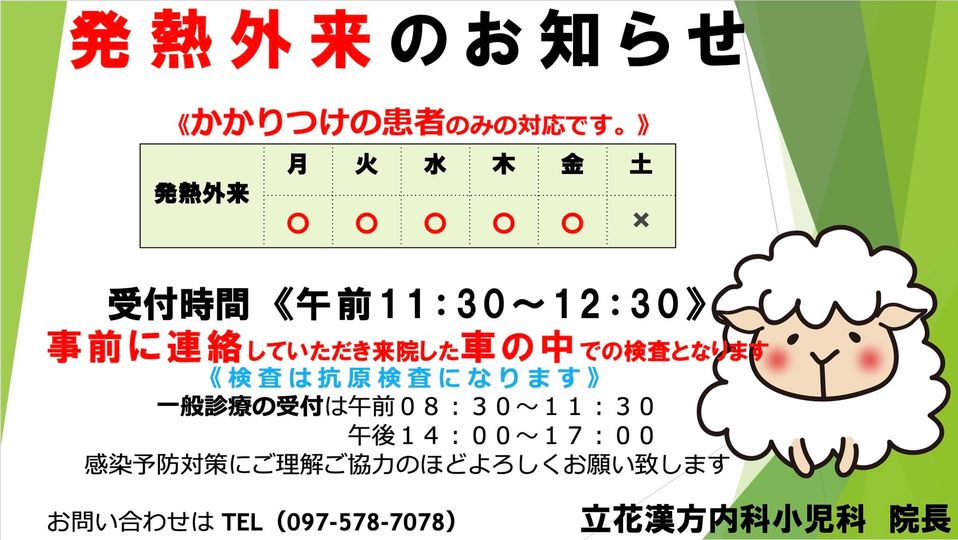 発熱外来のお知らせ
《かかりつけの患者のみの対応です。》
月 火 水 木 金 土
発熱外来
〇 〇 〇 〇 〇 ×
受付時間《午前11:30～12:30》
事前に連絡していただき来院した車の中での検査となります
《検査は抗原検査になります》
一般診療の受付は午前０８：３０～１１：３０
午後１４：００～１７：００
感染予防対策にご理解ご協力のほどよろしくお願い致します
お問い合わせは TEL（097-578-7078）
立花漢方内科小児科 院長